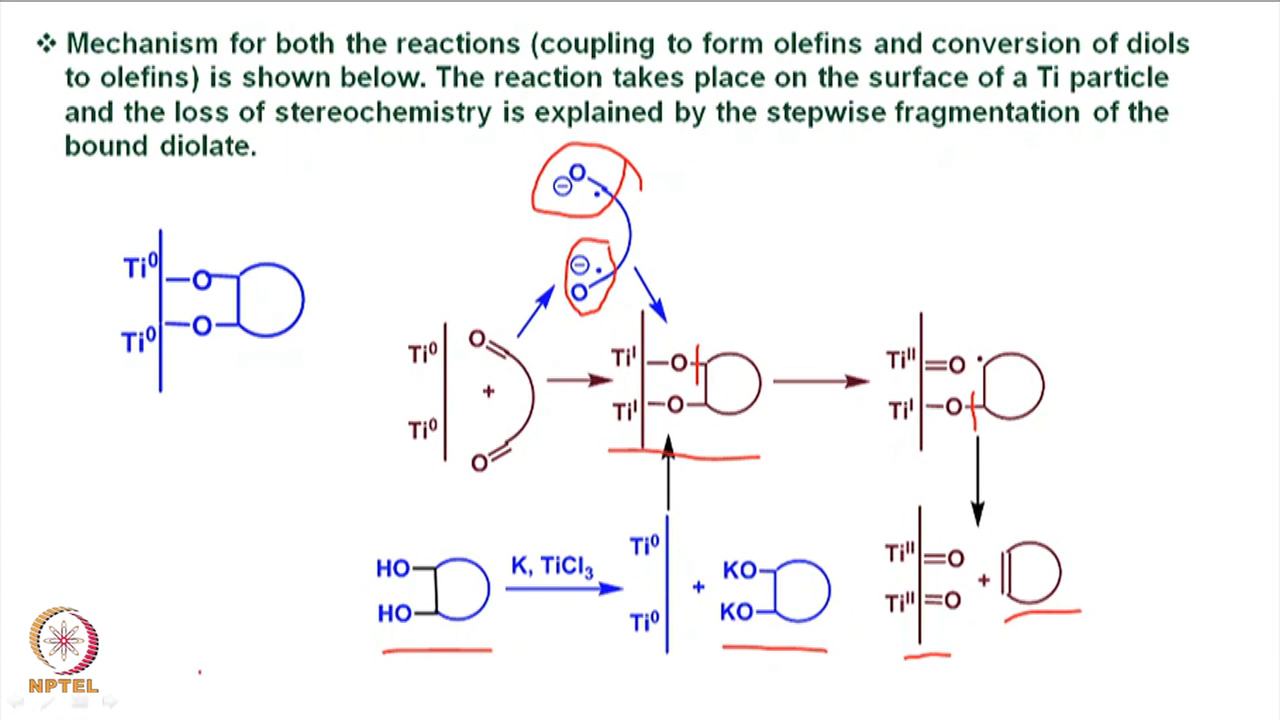 ❖ Mechanism for both the reactions (coupling to form olefins and conversion of diols
to olefins) is shown below. The reaction takes place on the surface of a Ti particle
and the loss of stereochemistry is explained by the stepwise fragmentation of the
bound diolate.
⊖O
⊖
O
Ti⁰ –O
Ti⁰ –O
Ti⁰ O
+
Ti⁰ O
Tiᴵ –O
Tiᴵ –O
Tiᴵᴵ =O
Tiᴵ –O
HO
HO
K, TiCl₃
Ti⁰
Ti⁰
+
KO
KO
Tiᴵᴵ =O
Tiᴵᴵ =O
+
NPTEL